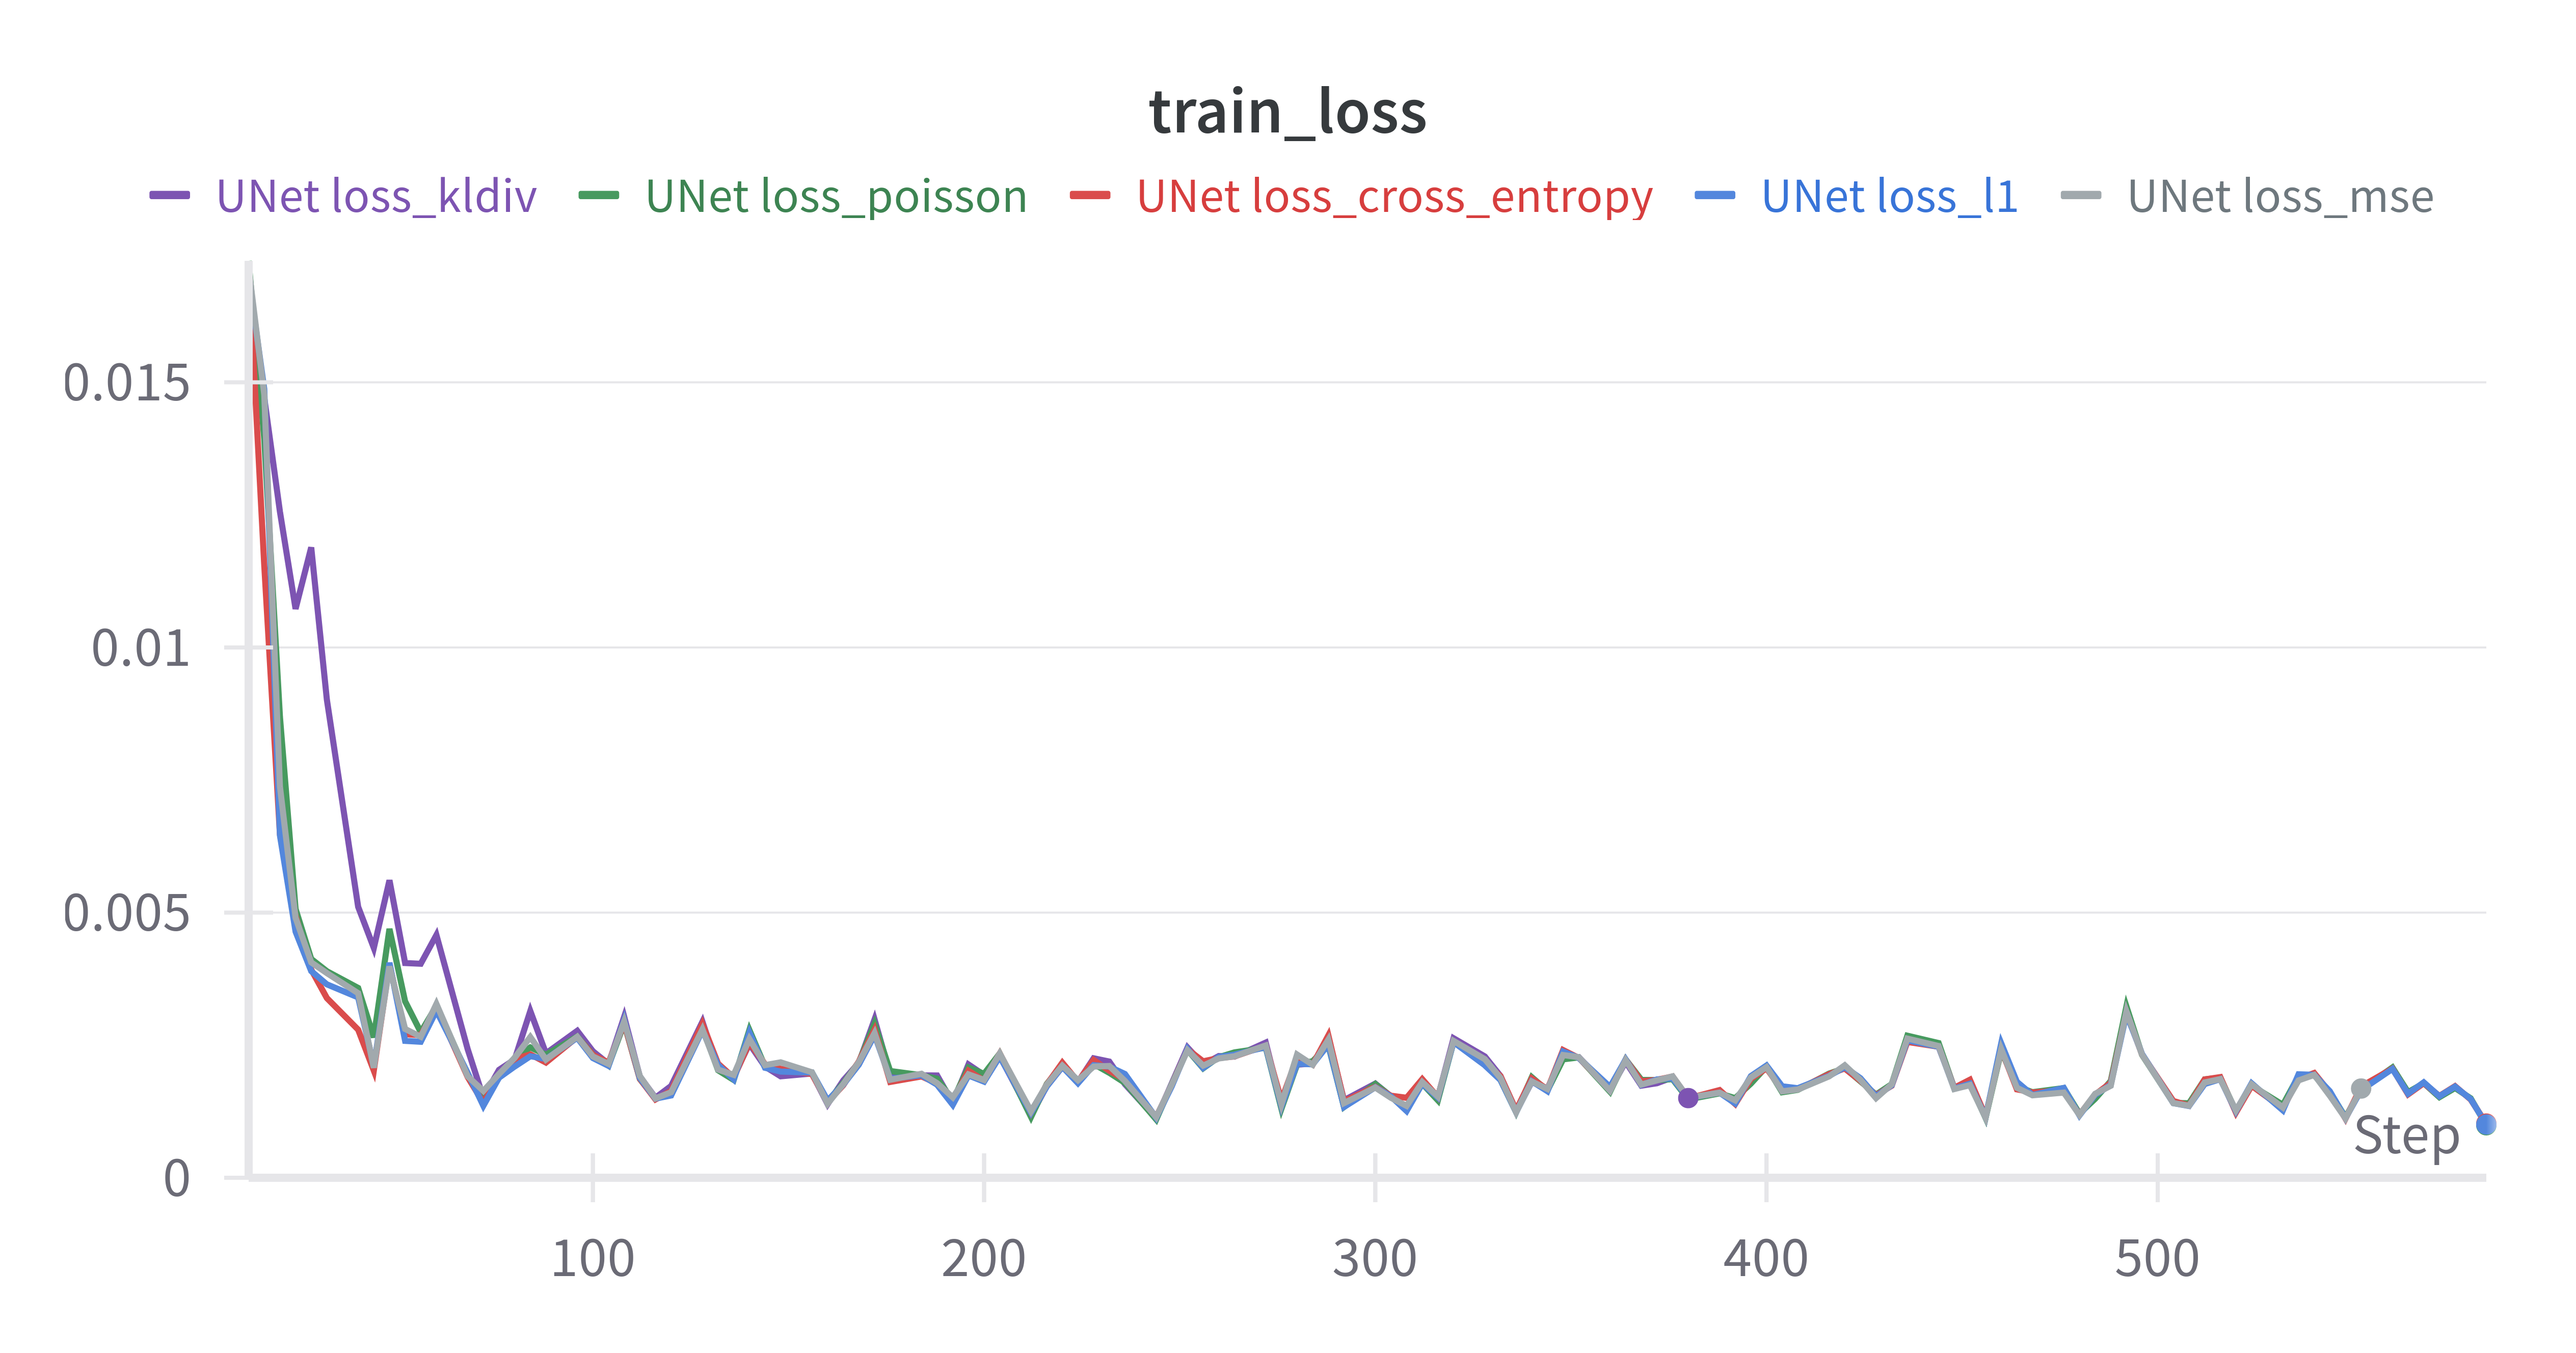 train_loss
UNet loss_kldiv UNet loss_poisson UNet loss_cross_entropy UNet loss_l1 UNet loss_mse
0.015
0.01
0.005
0
Step
100 200 300 400 500